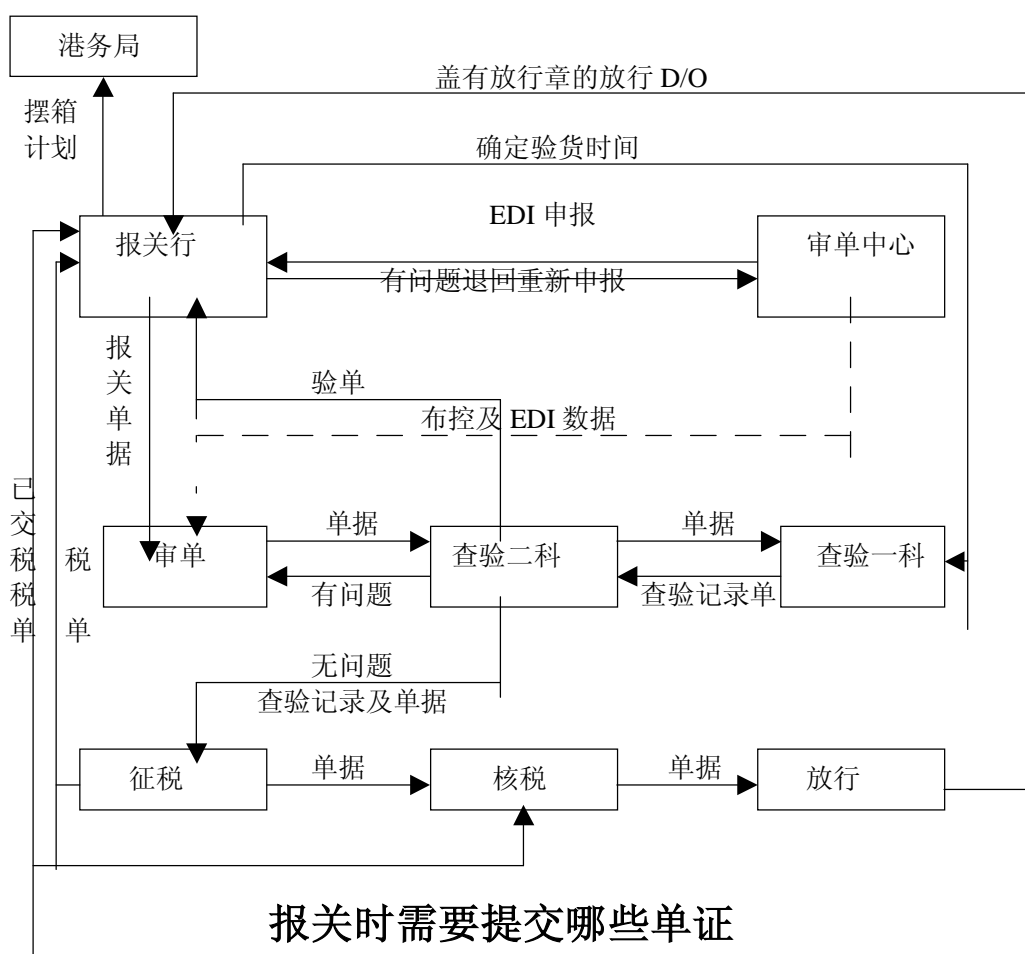 港务局
盖有放行章的放行 D/O
摆箱
计划
确定验货时间
EDI 申报
报关行
审单中心
有问题退回重新申报
报关单据
验单
布控及 EDI 数据
已交税税单
税单
单据
单据
审单
查验二科
查验一科
有问题
查验记录单
无问题
查验记录及单据
征税
单据
核税
单据
放行
报关时需要提交哪些单证